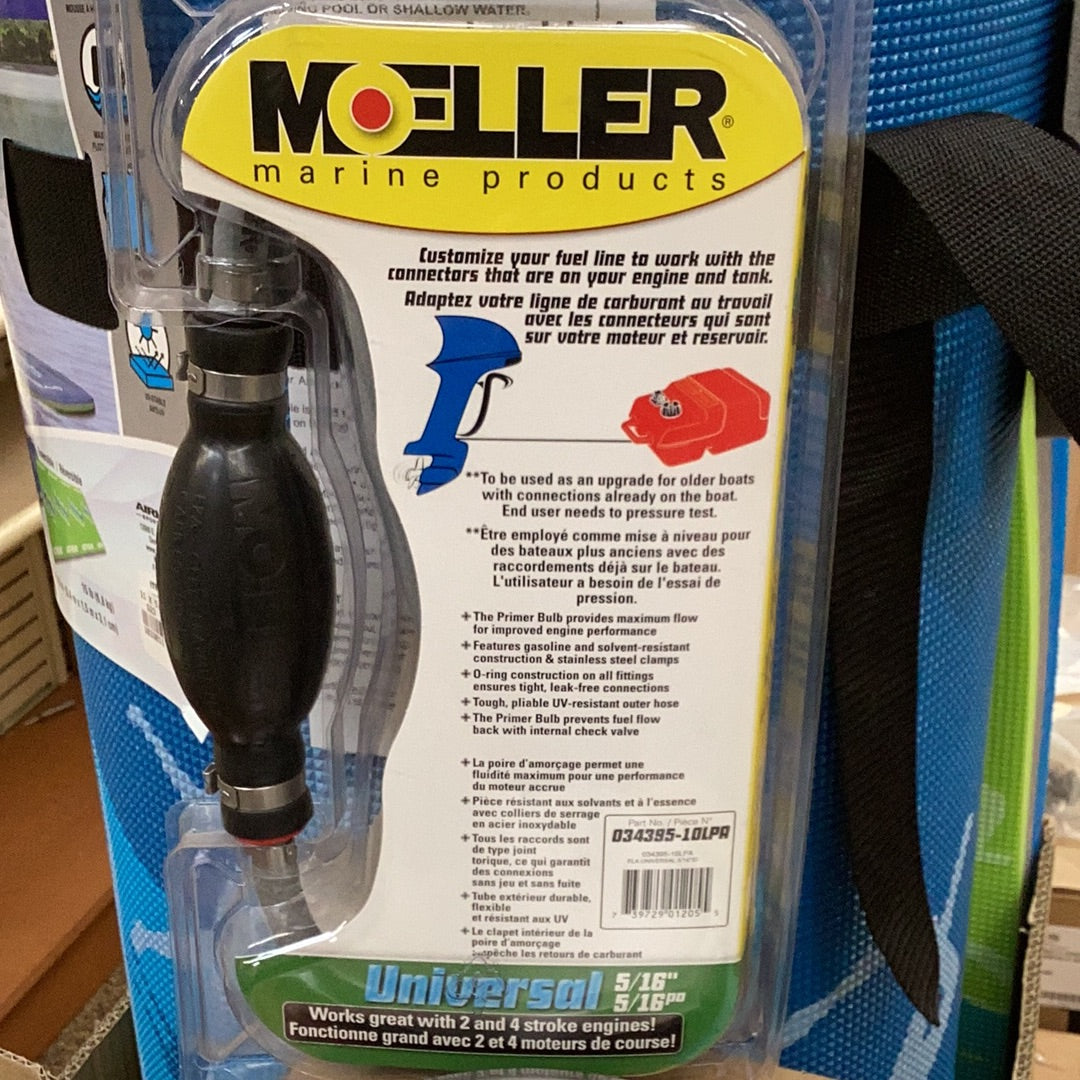 POOL OR SHALLOW WATER.
MOELLER®
marine products
Customize your fuel line to work with the
connectors that are on your engine and tank.
Adaptez votre ligne de carburant au travail
avec les connecteurs qui sont
sur votre moteur et reservoir.
**To be used as an upgrade for older boats
with connections already on the boat.
End user needs to pressure test.
**Être employé comme mise à niveau pour
des bateaux plus anciens avec des
raccordements déjà sur le bateau.
L'utilisateur a besoin de l'essai de
pression.
+ The Primer Bulb provides maximum flow
for improved engine performance
+ Features gasoline and solvent-resistant
construction & stainless steel clamps
+ O-ring construction on all fittings
ensures tight, leak-free connections
+ Tough, pliable UV-resistant outer hose
+ The Primer Bulb prevents fuel flow
back with internal check valve
+ La poire d'amorçage permet une
fluidité maximum pour une performance
du moteur accrue
+ Pièce résistant aux solvants et à l'essence
avec colliers de serrage
en acier inoxydable
+ Tous les raccords sont
de type joint
torique, ce qui garantit
des connexions
sans jeu et sans fuite
+ Tube extérieur durable,
flexible
et résistant aux UV
+ Le clapet intérieur de la
poire d'amorçage
empêche les retours de carburant
Part No. / Pièce N°
034395-10LPA
034395-10LPA
7 39729 01205 5
Universal 5/16"
5/16po
Works great with 2 and 4 stroke engines!
Fonctionne grand avec 2 et 4 moteurs de course!